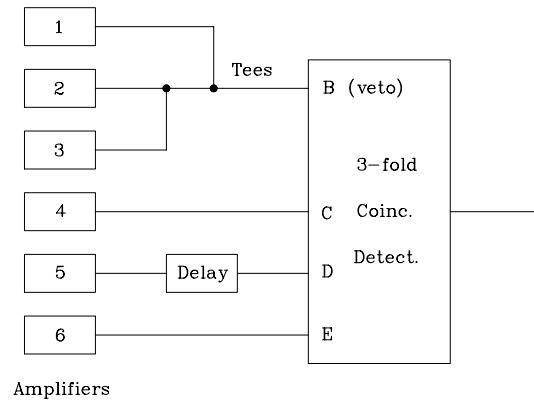 1
Tees
2
B (veto)
3
3-fold
4
C
Coinc.
Detect.
5
Delay
D
6
E
Amplifiers